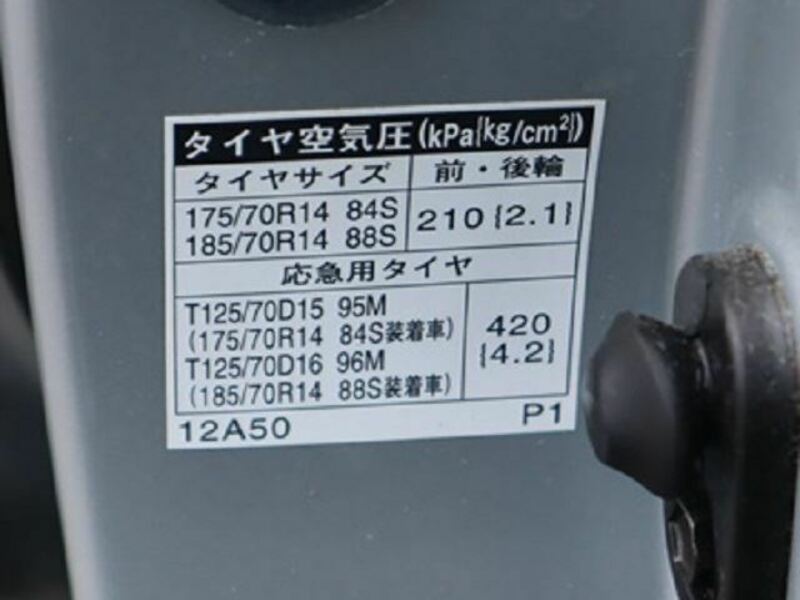 タイヤ空気圧(kPa{kg/cm²})
タイヤサイズ 前・後輪
175/70R14 84S
185/70R14 88S
210{2.1}
応急用タイヤ
T125/70D15 95M
(175/70R14 84S装着車)
T125/70D16 96M
(185/70R14 88S装着車)
420
{4.2}
12A50 P1